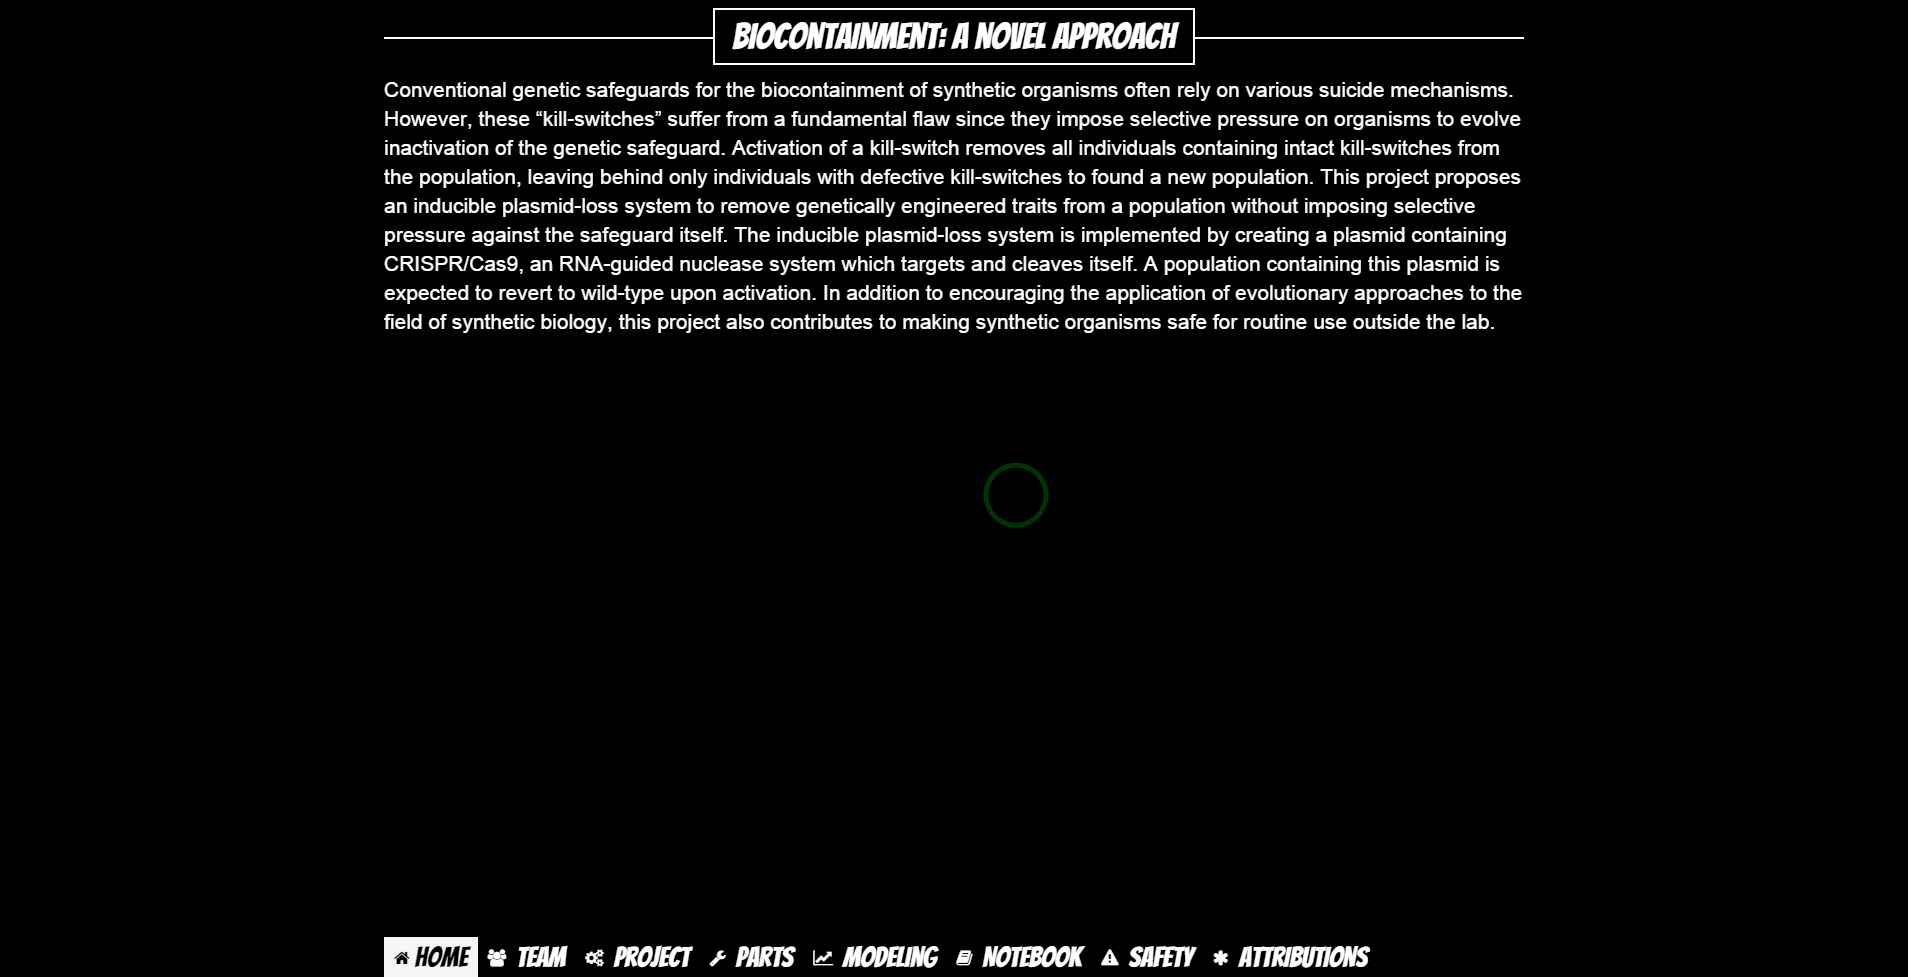 BIOCONTAINMENT: A NOVEL APPROACH
Conventional genetic safeguards for the biocontainment of synthetic organisms often rely on various suicide mechanisms.
However, these “kill-switches” suffer from a fundamental flaw since they impose selective pressure on organisms to evolve
inactivation of the genetic safeguard. Activation of a kill-switch removes all individuals containing intact kill-switches from
the population, leaving behind only individuals with defective kill-switches to found a new population. This project proposes
an inducible plasmid-loss system to remove genetically engineered traits from a population without imposing selective
pressure against the safeguard itself. The inducible plasmid-loss system is implemented by creating a plasmid containing
CRISPR/Cas9, an RNA-guided nuclease system which targets and cleaves itself. A population containing this plasmid is
expected to revert to wild-type upon activation. In addition to encouraging the application of evolutionary approaches to the
field of synthetic biology, this project also contributes to making synthetic organisms safe for routine use outside the lab.
HOME TEAM PROJECT PARTS MODELING NOTEBOOK SAFETY ATTRIBUTIONS